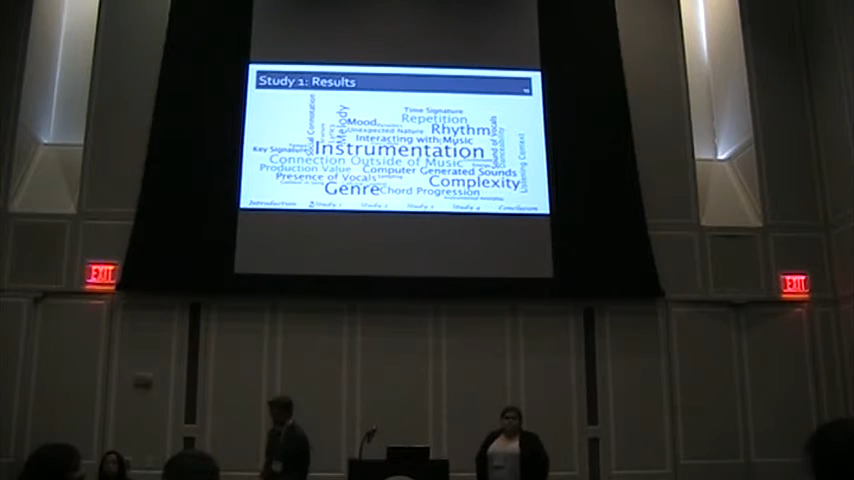 Study 1: Results
Time Signature
Repetition
Melody
Mood
Unexpected Nature
Rhythm
Interacting with Music
Key Signature
Instrumentation
Connection Outside of Music
Production Value
Computer Generated Sounds
Presence of Vocals
Complexity
Genre
Chord Progression
Sound of Vocals
Danceability
Listening Context
Introduction
Study 1
Study 2
Study 3
Study 4
Conclusion
EXIT
EXIT